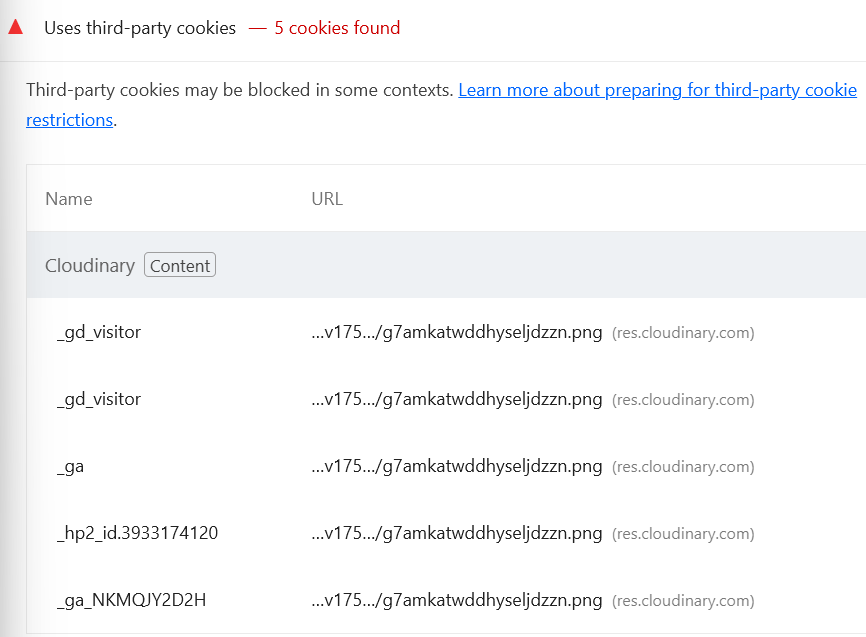 Uses third-party cookies — 5 cookies found
Third-party cookies may be blocked in some contexts. Learn more about preparing for third-party cookie
restrictions.
Name URL
Cloudinary Content
_gd_visitor ...v175.../g7amkatwddhyseljdzzn.png (res.cloudinary.com)
_gd_visitor ...v175.../g7amkatwddhyseljdzzn.png (res.cloudinary.com)
_ga ...v175.../g7amkatwddhyseljdzzn.png (res.cloudinary.com)
_hp2_id.3933174120 ...v175.../g7amkatwddhyseljdzzn.png (res.cloudinary.com)
_ga_NKMQJY2D2H ...v175.../g7amkatwddhyseljdzzn.png (res.cloudinary.com)